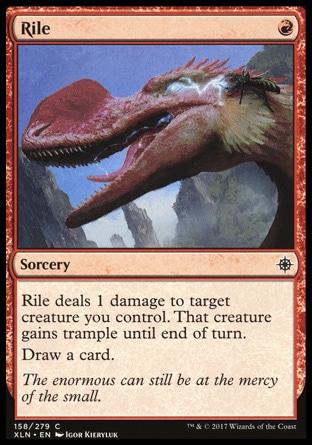 Rile
Sorcery
Rile deals 1 damage to target
creature you control. That creature
gains trample until end of turn.
Draw a card.
The enormous can still be at the mercy
of the small.
158/279 C
XLN • EN Igor Kieryluk
™ & © 2017 Wizards of the Coast